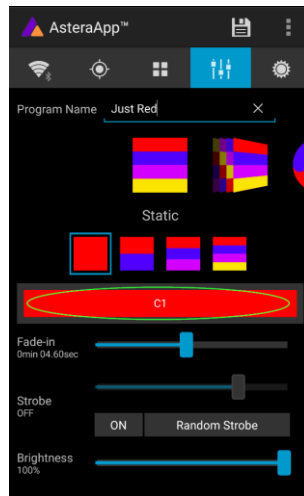 AsteraApp™
Program Name Just Red
Static
C1
Fade-in
0min 04.60sec
Strobe
OFF
ON Random Strobe
Brightness
100%